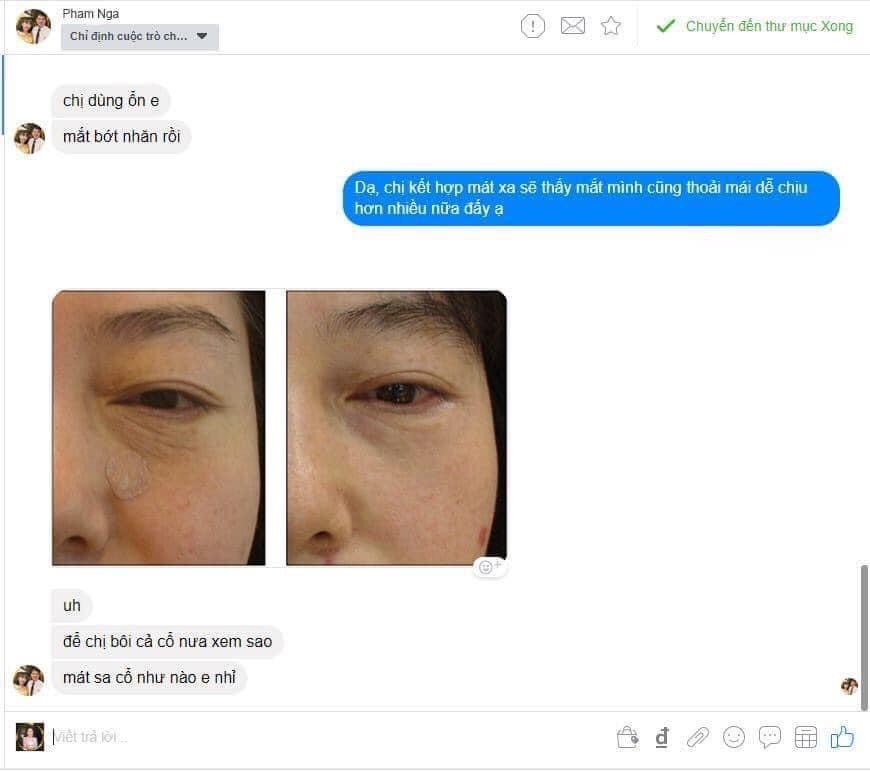 Pham Nga
Chỉ định cuộc trò ch...
Chuyển đến thư mục Xong
chị dùng ổn e
mắt bớt nhăn rồi
Dạ, chị kết hợp mát xa sẽ thấy mắt mình cũng thoải mái dễ chịu
hơn nhiều nữa đấy ạ
uh
để chị bôi cả cổ nưa xem sao
mát sa cổ như nào e nhỉ
Viết trả lời...
đ